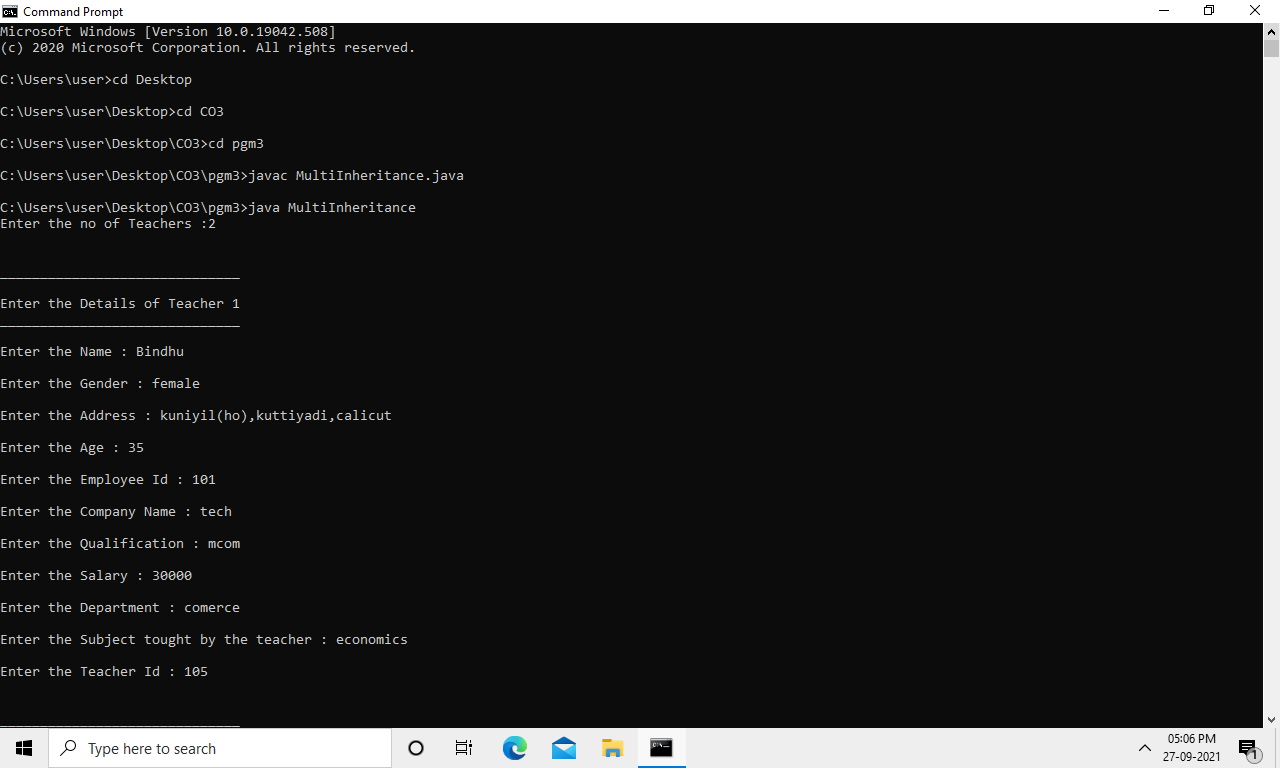 Command Prompt
Microsoft Windows [Version 10.0.19042.508]
(c) 2020 Microsoft Corporation. All rights reserved.
C:\Users\user>cd Desktop
C:\Users\user\Desktop>cd CO3
C:\Users\user\Desktop\CO3>cd pgm3
C:\Users\user\Desktop\CO3\pgm3>javac MultiInheritance.java
C:\Users\user\Desktop\CO3\pgm3>java MultiInheritance
Enter the no of Teachers :2
______________________________
Enter the Details of Teacher 1
______________________________
Enter the Name : Bindhu
Enter the Gender : female
Enter the Address : kuniyil(ho),kuttiyadi,calicut
Enter the Age : 35
Enter the Employee Id : 101
Enter the Company Name : tech
Enter the Qualification : mcom
Enter the Salary : 30000
Enter the Department : comerce
Enter the Subject tought by the teacher : economics
Enter the Teacher Id : 105
______________________________
Type here to search
05:06 PM
27-09-2021
1